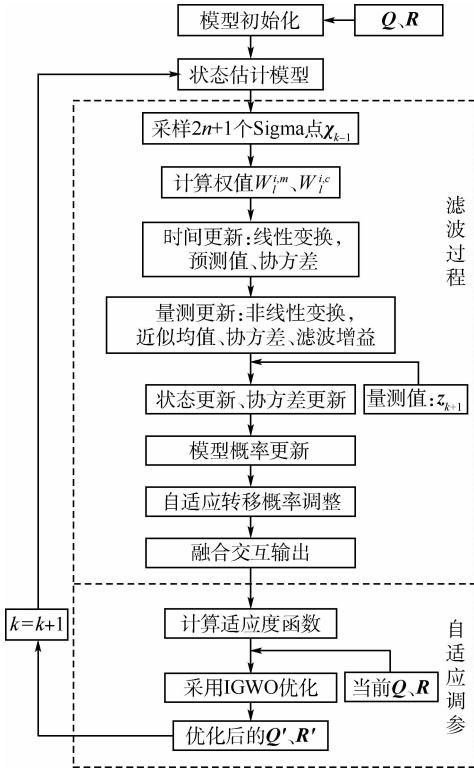 模型初始化
Q、R
状态估计模型
采样2n+1个Sigma点χk−1
计算权值Wl^i,m、Wl^i,c
时间更新:线性变换,
预测值、协方差
量测更新:非线性变换,
近似均值、协方差、滤波增益
状态更新、协方差更新
量测值:zk+1
模型概率更新
自适应转移概率调整
融合交互输出
滤波过程
k=k+1
计算适应度函数
采用IGWO优化
当前Q、R
优化后的Q′、R′
自适应调参